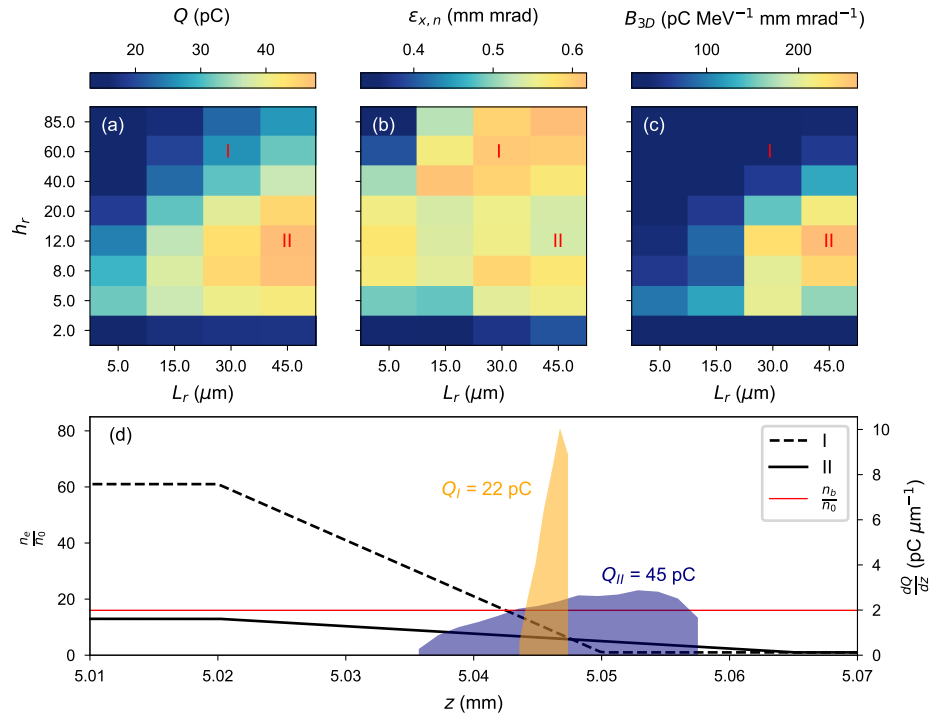 Q (pC)
20 30 40
ε_{x, n} (mm mrad)
0.4 0.5 0.6
B_{3D} (pC MeV⁻¹ mm mrad⁻¹)
100 200
(a)
(b)
(c)
h_r
85.0
60.0
40.0
20.0
12.0
8.0
5.0
2.0
I
II
I
II
I
II
5.0 15.0 30.0 45.0
5.0 15.0 30.0 45.0
5.0 15.0 30.0 45.0
L_r (μm)
L_r (μm)
L_r (μm)
(d)
Q_I = 22 pC
Q_{II} = 45 pC
I
II
n_b/n_0
n_e/n_0
80
60
40
20
0
10
8
6
4
2
0
dQ/dz (pC μm⁻¹)
5.01 5.02 5.03 5.04 5.05 5.06 5.07
z (mm)